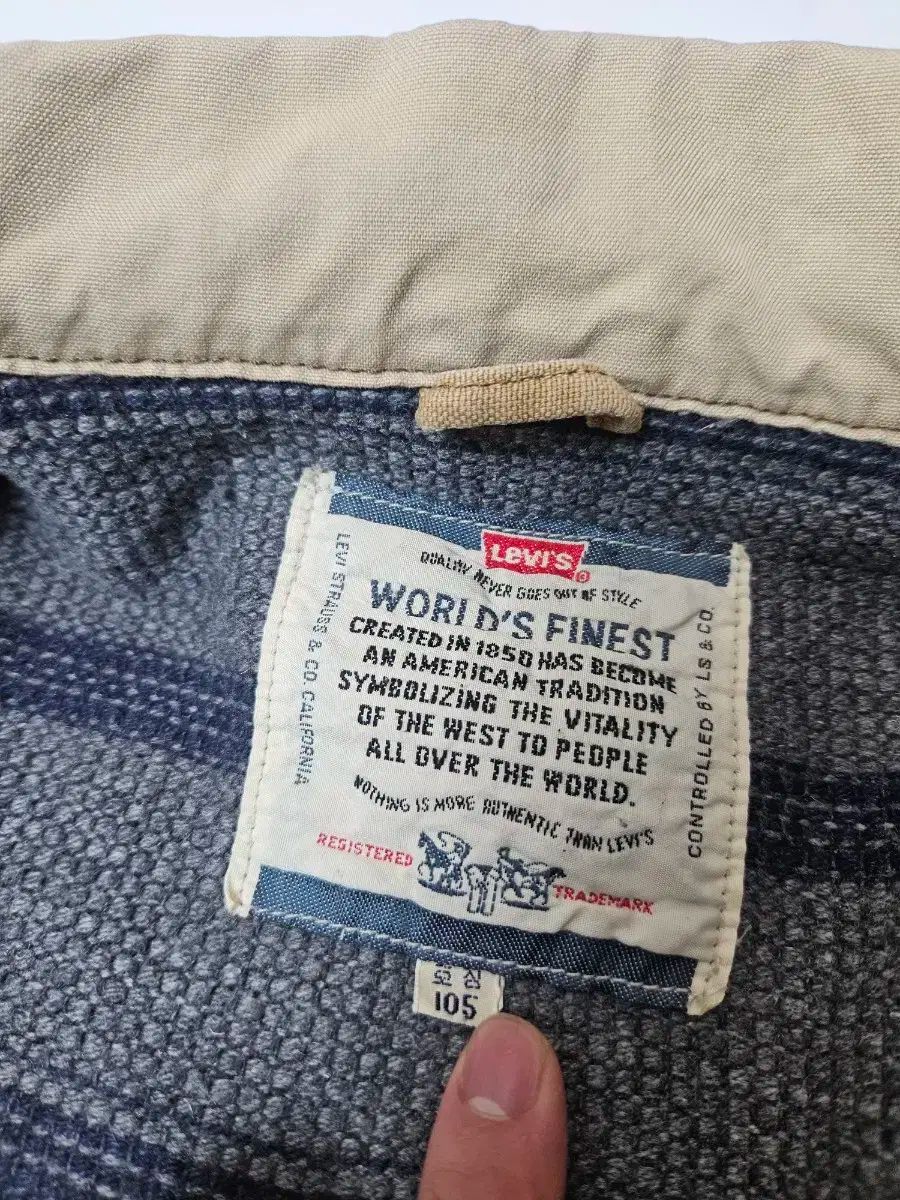 Levi's®
QUALITY NEVER GOES OUT OF STYLE
WORLD'S FINEST
CREATED IN 1850 HAS BECOME
AN AMERICAN TRADITION
SYMBOLIZING THE VITALITY
OF THE WEST TO PEOPLE
ALL OVER THE WORLD.
NOTHING IS MORE AUTHENTIC THAN LEVI'S
REGISTERED TRADEMARK
LEVI STRAUSS & CO. CALIFORNIA
CONTROLLED BY LS & CO.
105